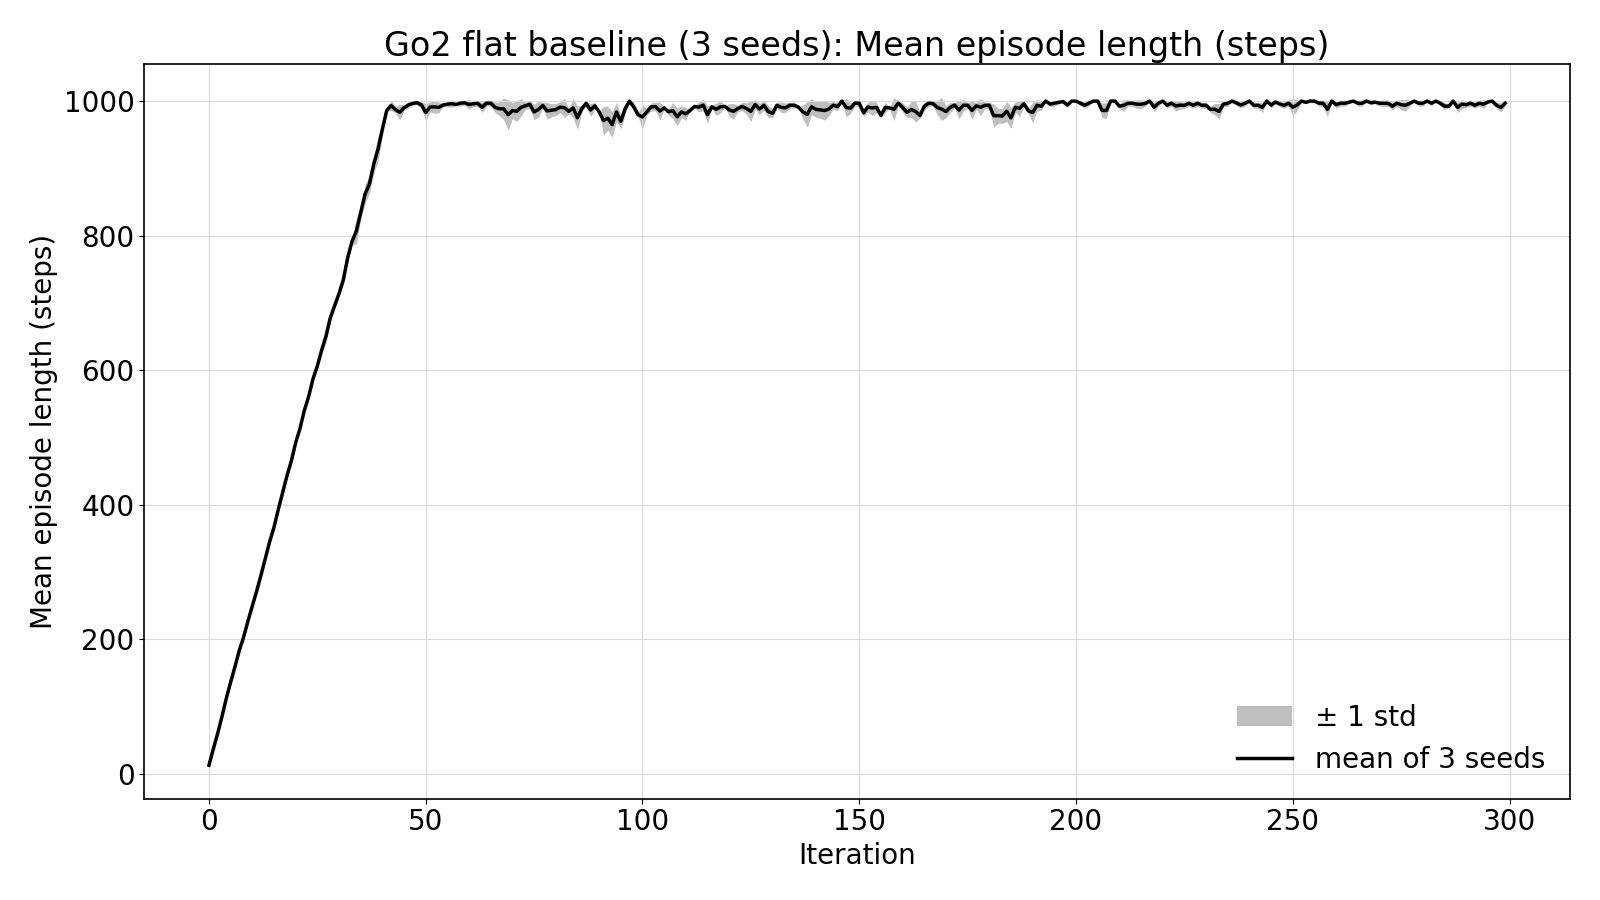 Go2 flat baseline (3 seeds): Mean episode length (steps)
Mean episode length (steps)
1000
800
600
400
200
0
0 50 100 150 200 250 300
Iteration
± 1 std
mean of 3 seeds